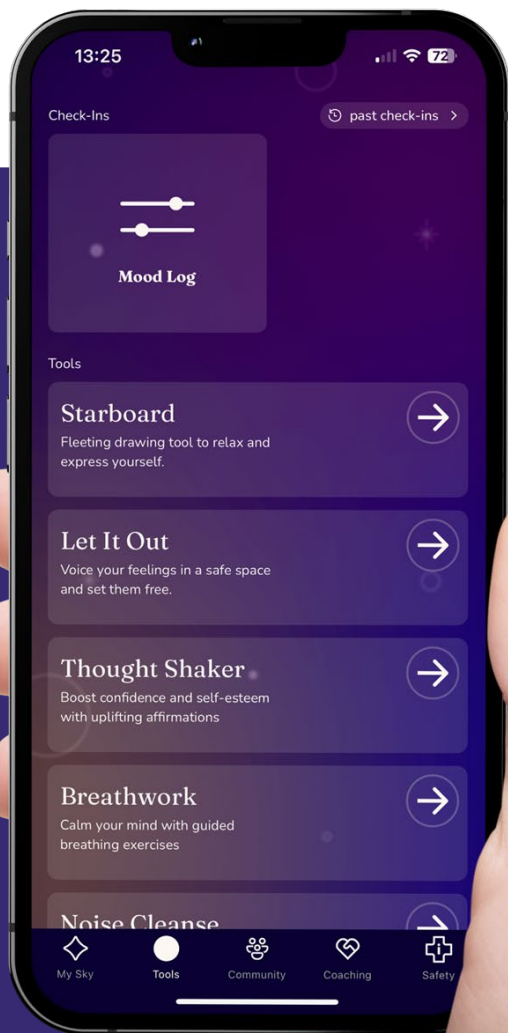 13:25
72
Check-Ins
past check-ins
Mood Log
Tools
Starboard
Fleeting drawing tool to relax and
express yourself.
Let It Out
Voice your feelings in a safe space
and set them free.
Thought Shaker
Boost confidence and self-esteem
with uplifting affirmations
Breathwork
Calm your mind with guided
breathing exercises
Noise Cleanse
My Sky
Tools
Community
Coaching
Safety